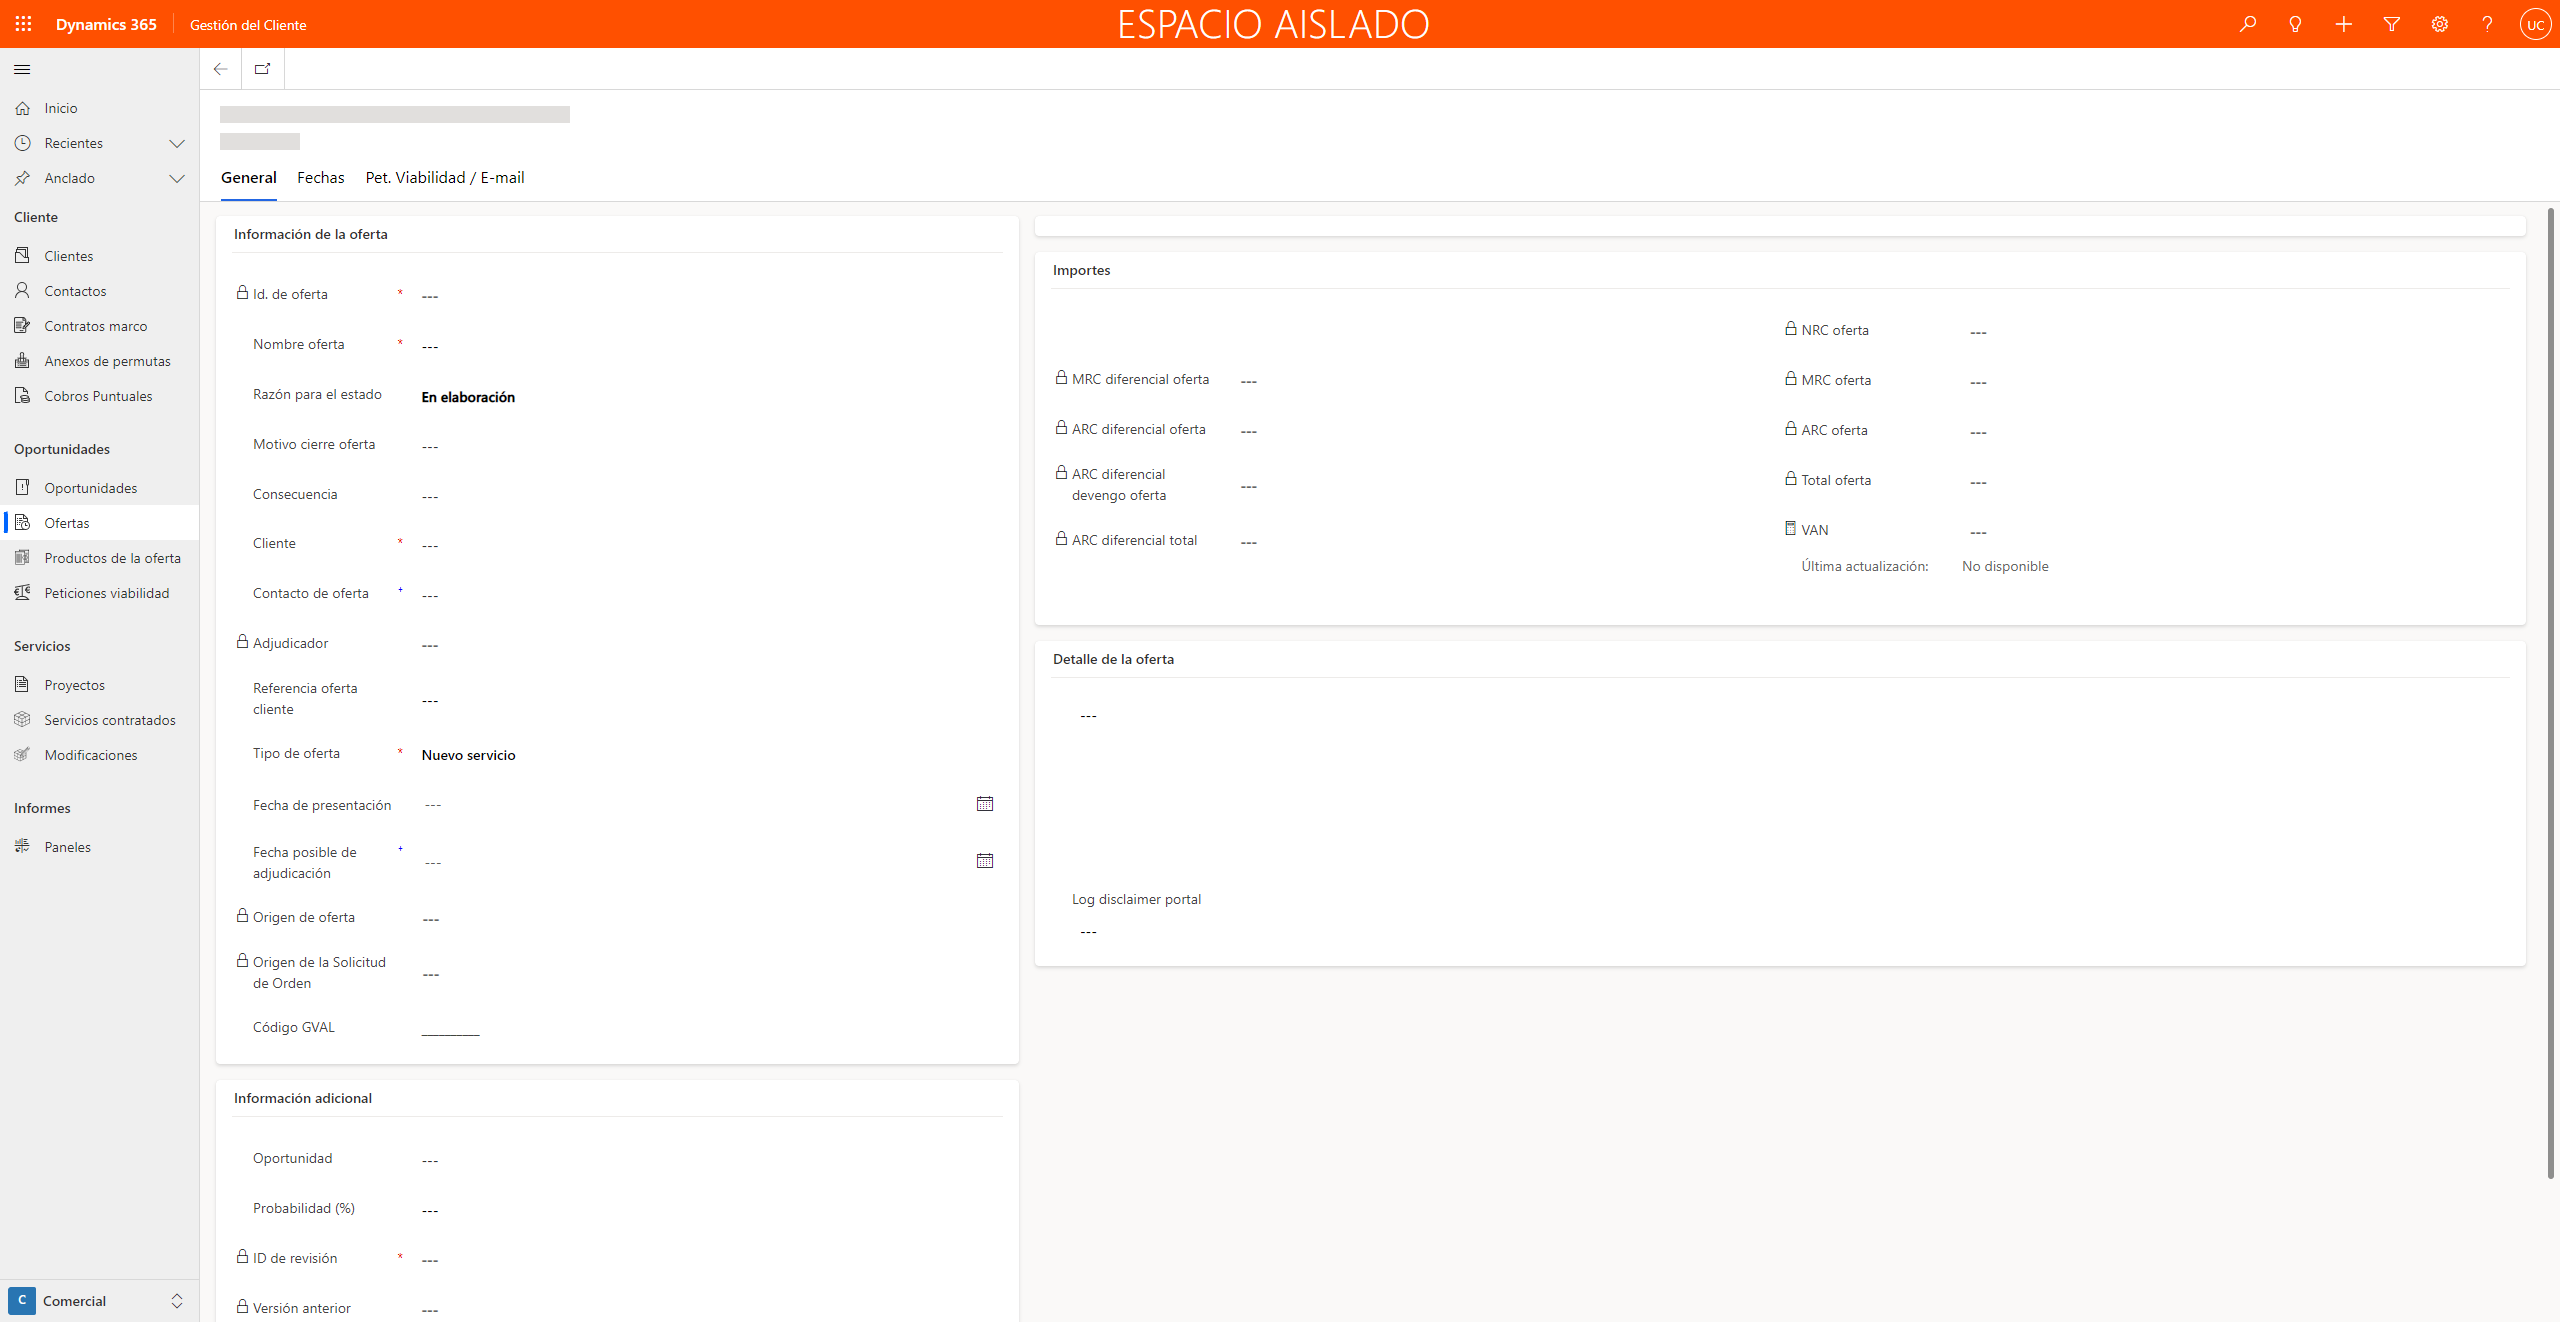 Dynamics 365
Gestión del Cliente
ESPACIO AISLADO
UC
Inicio
Recientes
Anclado
Cliente
Clientes
Contactos
Contratos marco
Anexos de permutas
Cobros Puntuales
Oportunidades
Oportunidades
Ofertas
Productos de la oferta
Peticiones viabilidad
Servicios
Proyectos
Servicios contratados
Modificaciones
Informes
Paneles
C Comercial
General Fechas Pet. Viabilidad / E-mail
Información de la oferta
Id. de oferta * ---
Nombre oferta * ---
Razón para el estado En elaboración
Motivo cierre oferta ---
Consecuencia ---
Cliente * ---
Contacto de oferta + ---
Adjudicador ---
Referencia oferta
cliente ---
Tipo de oferta * Nuevo servicio
Fecha de presentación ---
Fecha posible de + ---
adjudicación
Origen de oferta ---
Origen de la Solicitud
de Orden ---
Código GVAL ________
Información adicional
Oportunidad ---
Probabilidad (%) ---
ID de revisión * ---
Versión anterior ---
Importes
MRC diferencial oferta ---
ARC diferencial oferta ---
ARC diferencial
devengo oferta ---
ARC diferencial total ---
NRC oferta ---
MRC oferta ---
ARC oferta ---
Total oferta ---
VAN ---
Última actualización: No disponible
Detalle de la oferta
---
Log disclaimer portal
---